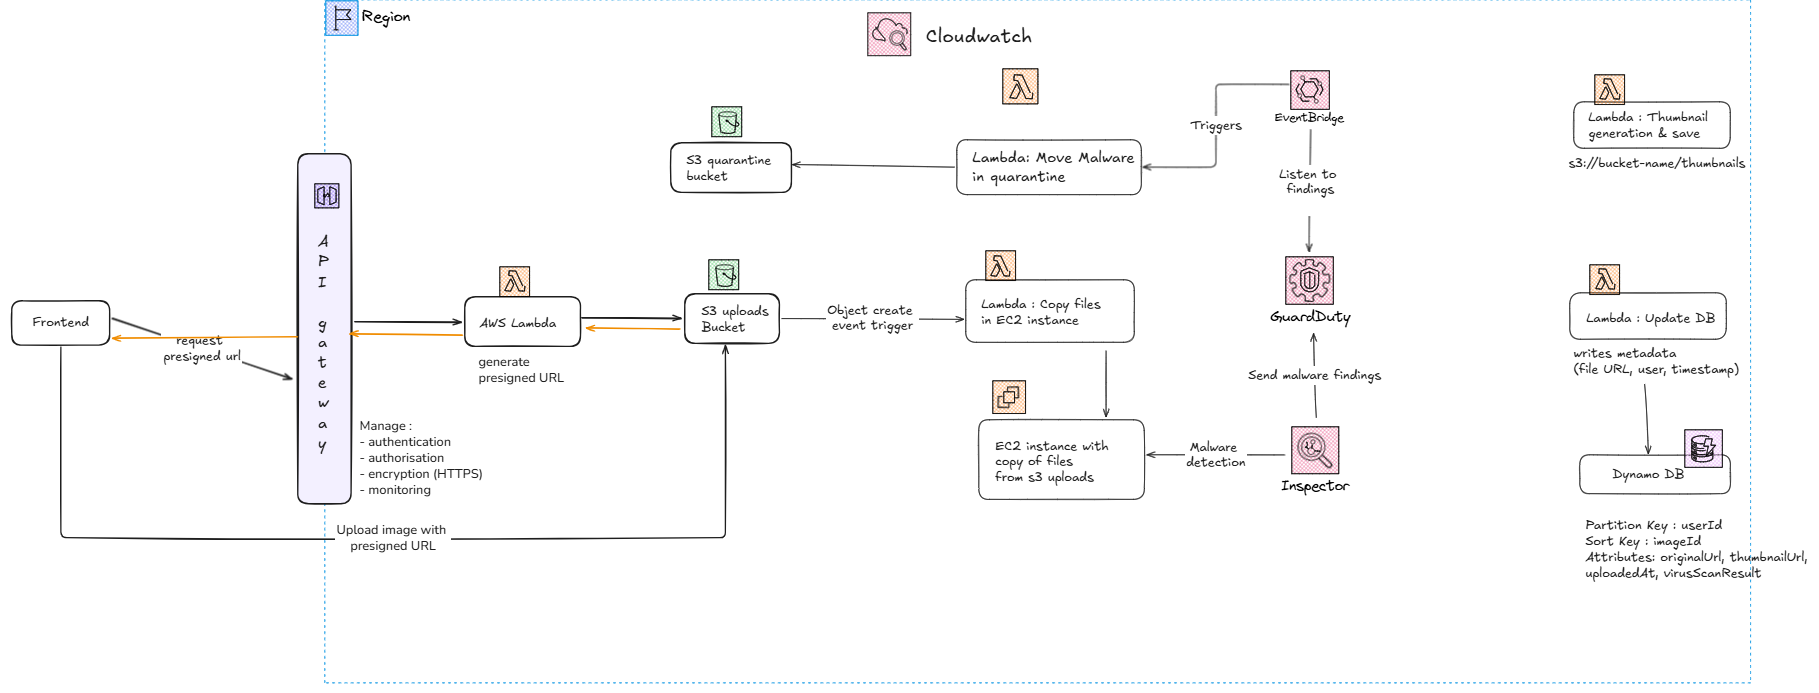 Region
Cloudwatch
EventBridge
Triggers
Listen to
findings
Lambda : Thumbnail
generation & save
s3://bucket-name/thumbnails
S3 quarantine
bucket
Lambda: Move Malware
in quarantine
A
P
I
g
a
t
e
w
a
y
Frontend
request
presigned url
AWS Lambda
generate
presigned URL
S3 uploads
Bucket
Object create
event trigger
Lambda : Copy files
in EC2 instance
GuardDuty
Send malware findings
Lambda : Update DB
writes metadata
(file URL, user, timestamp)
Manage :
- authentication
- authorisation
- encryption (HTTPS)
- monitoring
EC2 instance with
copy of files
from s3 uploads
Malware
detection
Inspector
Dynamo DB
Upload image with
presigned URL
Partition Key : userId
Sort Key : imageId
Attributes: originalUrl, thumbnailUrl,
uploadedAt, virusScanResult